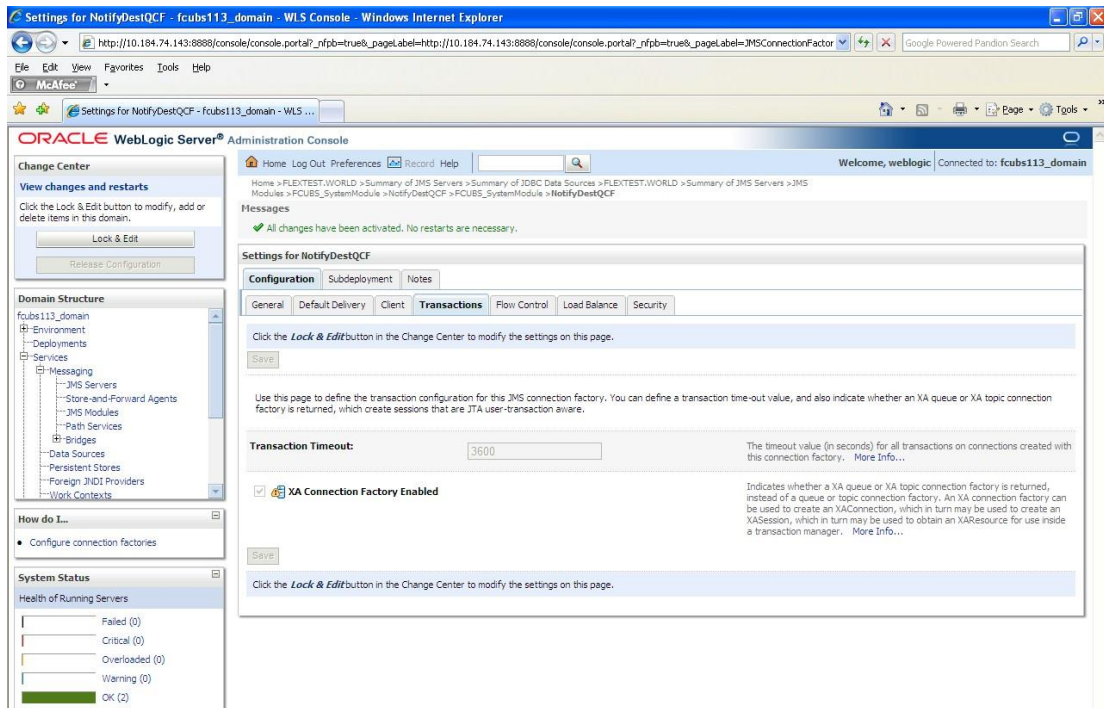 Settings for NotifyDestQCF - fcubs113_domain - WLS Console - Windows Internet Explorer
http://10.184.74.143:8888/console/console.portal?_nfpb=true&_pageLabel=http://10.184.74.143:8888/console/console.portal?_nfpb=true&_pageLabel=JMSConnectionFactor
Google Powered Pandion Search
File Edit View Favorites Tools Help
McAfee
Settings for NotifyDestQCF - fcubs113_domain - WLS ...
Page Tools
ORACLE WebLogic Server® Administration Console
Change Center
View changes and restarts
Click the Lock & Edit button to modify, add or
delete items in this domain.
Lock & Edit
Release Configuration
Domain Structure
fcubs113_domain
Environment
Deployments
Services
Messaging
JMS Servers
Store-and-Forward Agents
JMS Modules
Path Services
Bridges
Data Sources
Persistent Stores
Foreign JNDI Providers
Work Contexts
How do I...
Configure connection factories
System Status
Health of Running Servers
Failed (0)
Critical (0)
Overloaded (0)
Warning (0)
OK (2)
Home Log Out Preferences Record Help
Welcome, weblogic Connected to: fcubs113_domain
Home >FLEXTEST.WORLD >Summary of JMS Servers >Summary of JDBC Data Sources >FLEXTEST.WORLD >Summary of JMS Servers >JMS
Modules >FCUBS_SystemModule >NotifyDestQCF >FCUBS_SystemModule >NotifyDestQCF
Messages
All changes have been activated. No restarts are necessary.
Settings for NotifyDestQCF
Configuration Subdeployment Notes
General Default Delivery Client Transactions Flow Control Load Balance Security
Click the Lock & Edit button in the Change Center to modify the settings on this page.
Save
Use this page to define the transaction configuration for this JMS connection factory. You can define a transaction time-out value, and also indicate whether an XA queue or XA topic connection
factory is returned, which create sessions that are JTA user-transaction aware.
Transaction Timeout:
3600
The timeout value (in seconds) for all transactions on connections created with
this connection factory. More Info...
XA Connection Factory Enabled
Indicates whether a XA queue or XA topic connection factory is returned,
instead of a queue or topic connection factory. An XA connection factory can
be used to create an XAConnection, which in turn may be used to create an
XASession, which in turn may be used to obtain an XAResource for use inside
a transaction manager. More Info...
Save
Click the Lock & Edit button in the Change Center to modify the settings on this page.